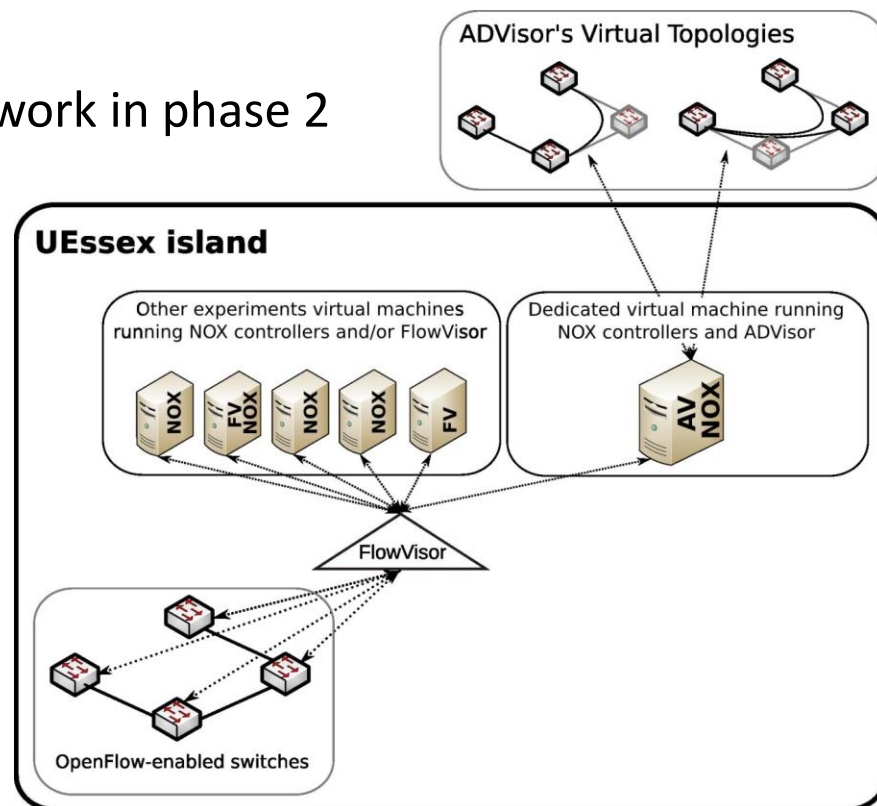 work in phase 2
ADVisor's Virtual Topologies
UEssex island
Other experiments virtual machines
running NOX controllers and/or FlowVisor
NOX
FV
NOX
NOX
NOX
FV
Dedicated virtual machine running
NOX controllers and ADVisor
AV
NOX
FlowVisor
OpenFlow-enabled switches